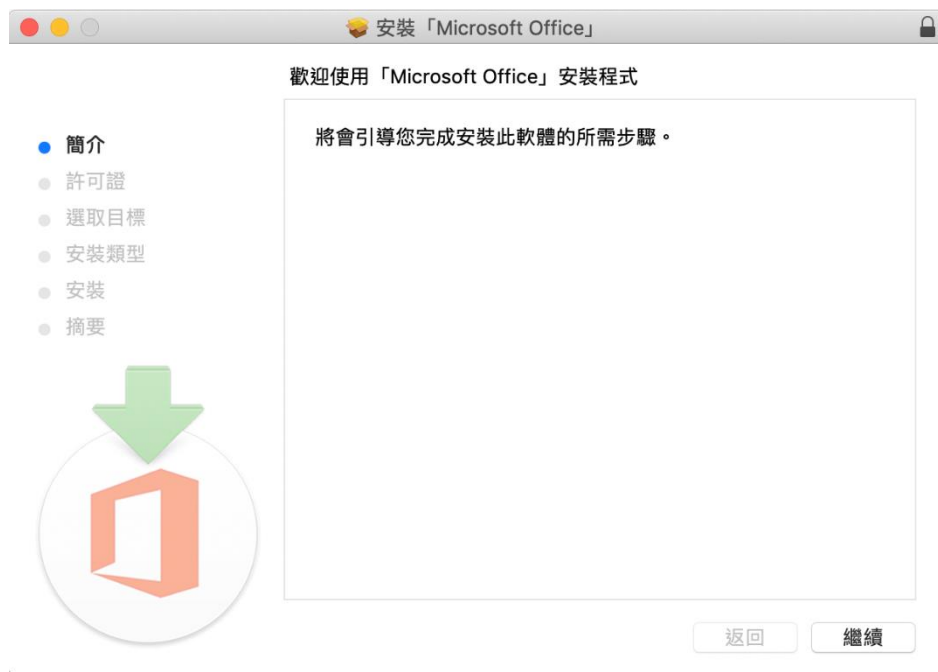 安裝「Microsoft Office」
歡迎使用「Microsoft Office」安裝程式
將會引導您完成安裝此軟體的所需步驟。
簡介
許可證
選取目標
安裝類型
安裝
摘要
返回
繼續